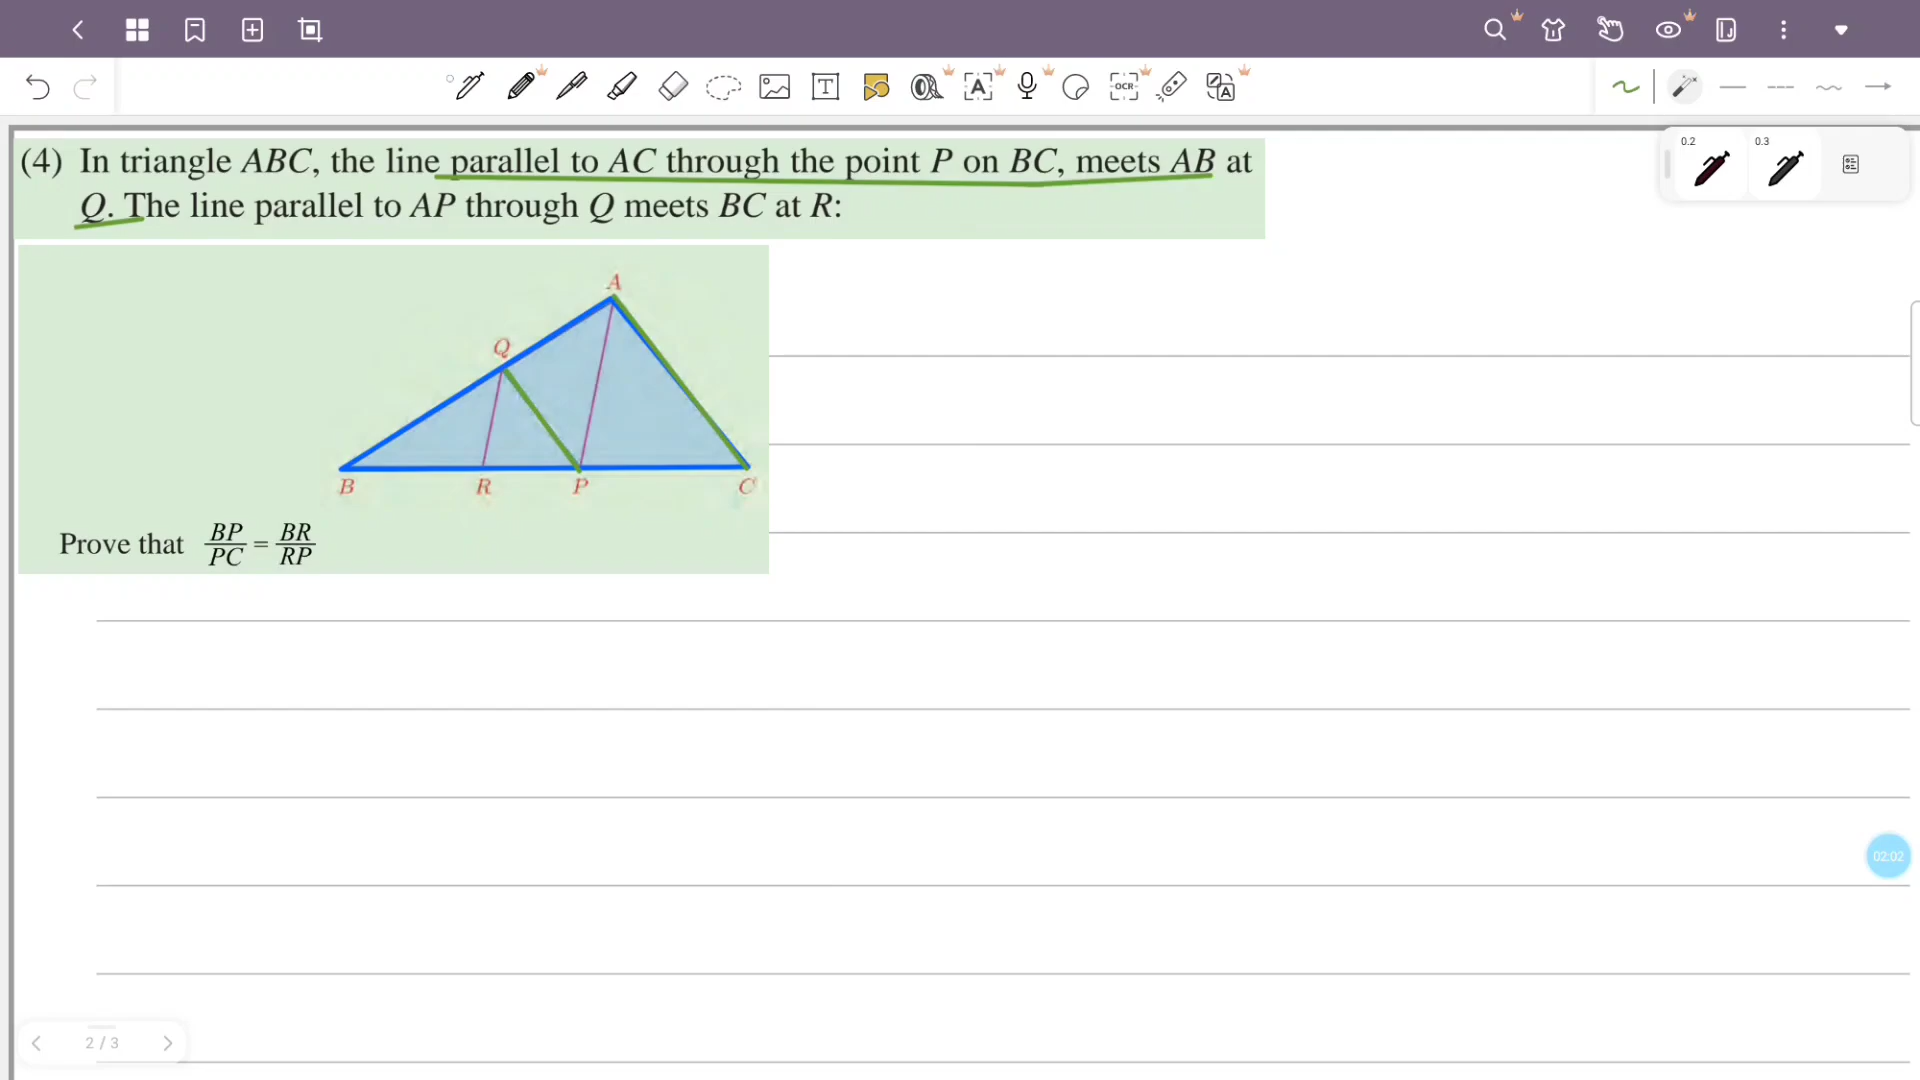 OCR
0.2
0.3
(4) In triangle ABC, the line parallel to AC through the point P on BC, meets AB at
Q. The line parallel to AP through Q meets BC at R:
A
Q
B
R
P
C
Prove that BP/PC = BR/RP
02:02
2 / 3